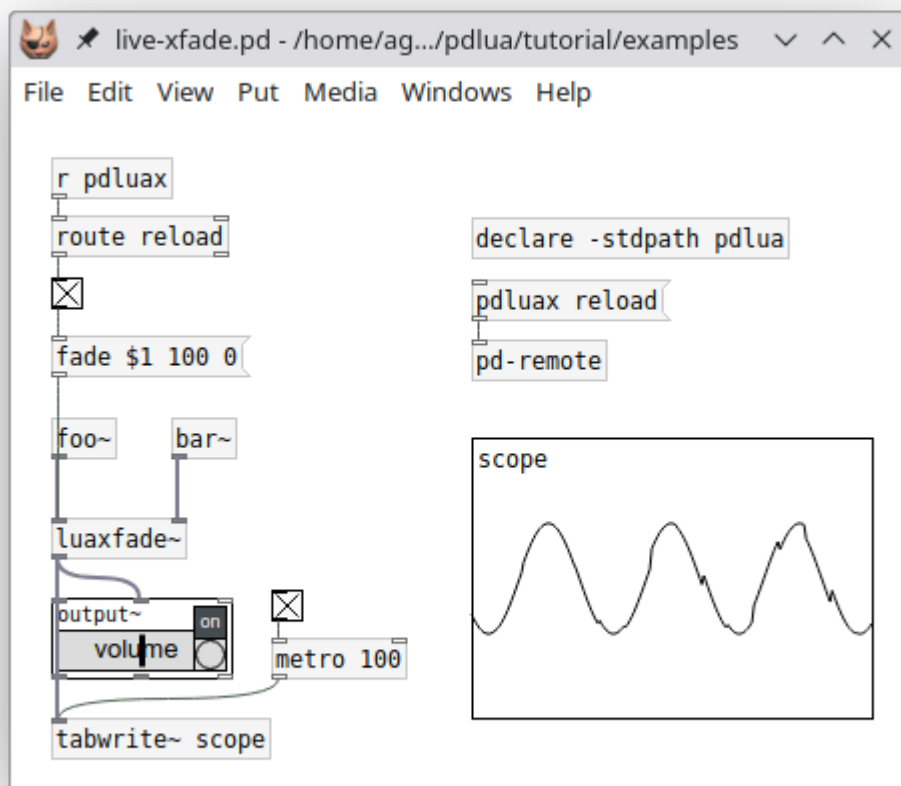 live-xfade.pd - /home/ag.../pdlua/tutorial/examples
File Edit View Put Media Windows Help
r pdluax
route reload
fade $1 100 0
foo~
bar~
luaxfade~
output~
on
volume
metro 100
tabwrite~ scope
declare -stdpath pdlua
pdluax reload
pd-remote
scope